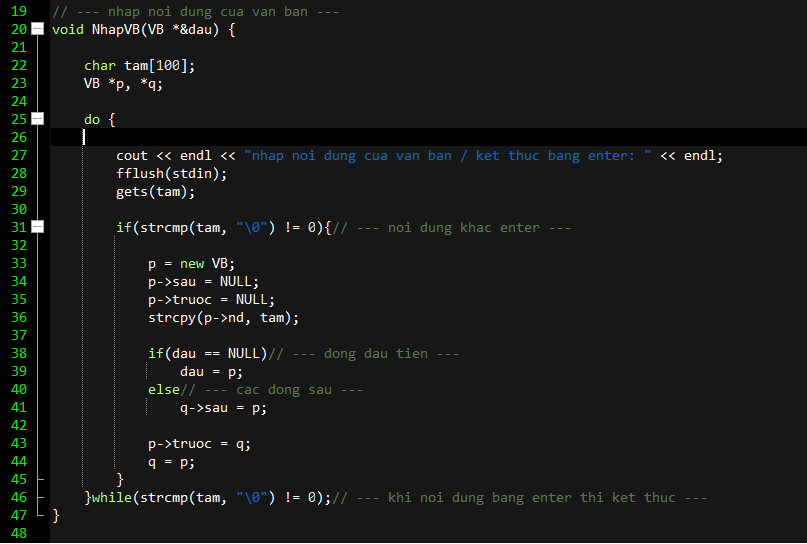 19 // --- nhap noi dung cua van ban ---
20 void NhapVB(VB *&dau) {
21
22 char tam[100];
23 VB *p, *q;
24
25 do {
26
27 cout << endl << "nhap noi dung cua van ban / ket thuc bang enter: " << endl;
28 fflush(stdin);
29 gets(tam);
30
31 if(strcmp(tam, "\0") != 0){// --- noi dung khac enter ---
32
33 p = new VB;
34 p->sau = NULL;
35 p->truoc = NULL;
36 strcpy(p->nd, tam);
37
38 if(dau == NULL)// --- dong dau tien ---
39 dau = p;
40 else// --- cac dong sau ---
41 q->sau = p;
42
43 p->truoc = q;
44 q = p;
45 }
46 }while(strcmp(tam, "\0") != 0);// --- khi noi dung bang enter thi ket thuc ---
47 }
48